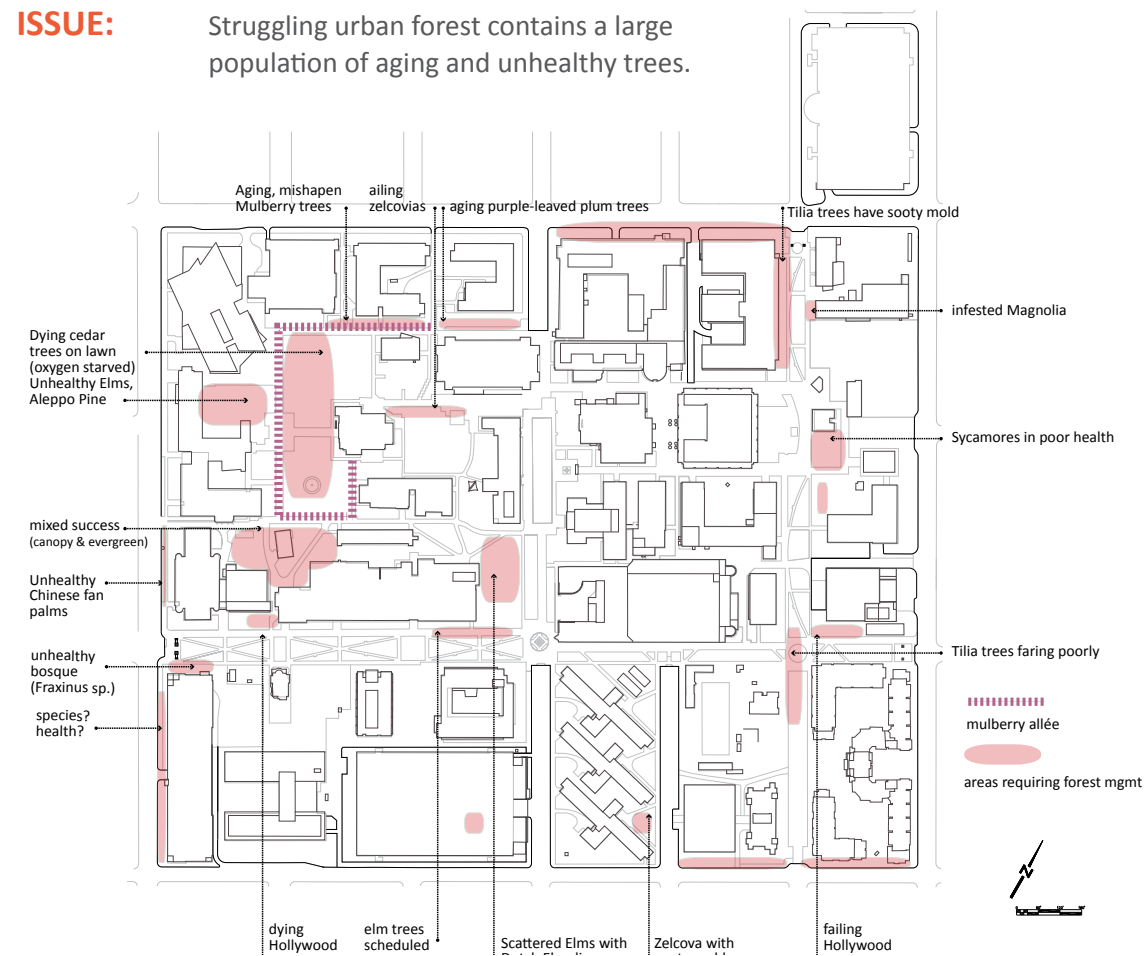 ISSUE:
Struggling urban forest contains a large
population of aging and unhealthy trees.
Aging, mishapen
Mulberry trees
ailing
zelcovias
aging purple-leaved plum trees
Tilia trees have sooty mold
infested Magnolia
Dying cedar
trees on lawn
(oxygen starved)
Unhealthy Elms,
Aleppo Pine
Sycamores in poor health
mixed success
(canopy & evergreen)
Unhealthy
Chinese fan
palms
unhealthy
bosque
(Fraxinus sp.)
species?
health?
Tilia trees faring poorly
mulberry allée
areas requiring forest mgmt
N
dying
Hollywood
elm trees
scheduled
Scattered Elms with
Zelcova with
failing
Hollywood